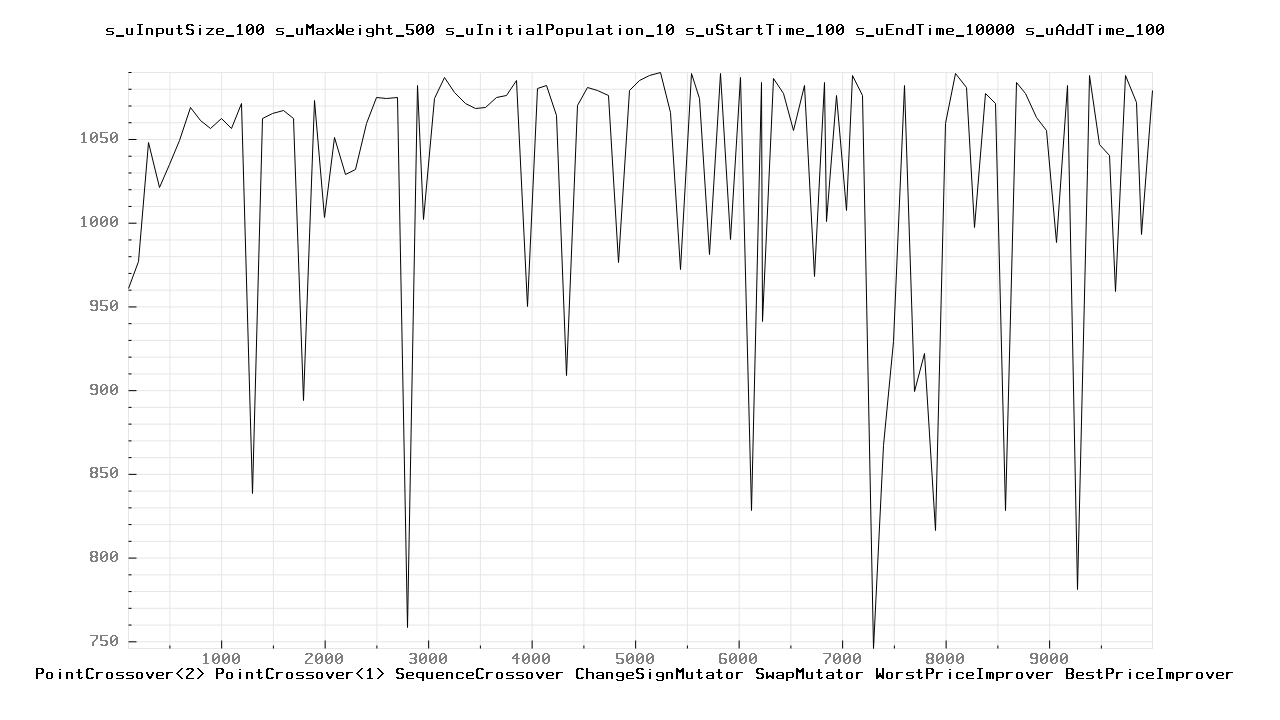 s_uInputSize_100 s_uMaxWeight_500 s_uInitialPopulation_10 s_uStartTime_100 s_uEndTime_10000 s_uAddTime_100
1050
1000
950
900
850
800
750
1000 2000 3000 4000 5000 6000 7000 8000 9000
PointCrossover<2> PointCrossover<1> SequenceCrossover ChangeSignMutator SwapMutator WorstPriceImprover BestPriceImprover